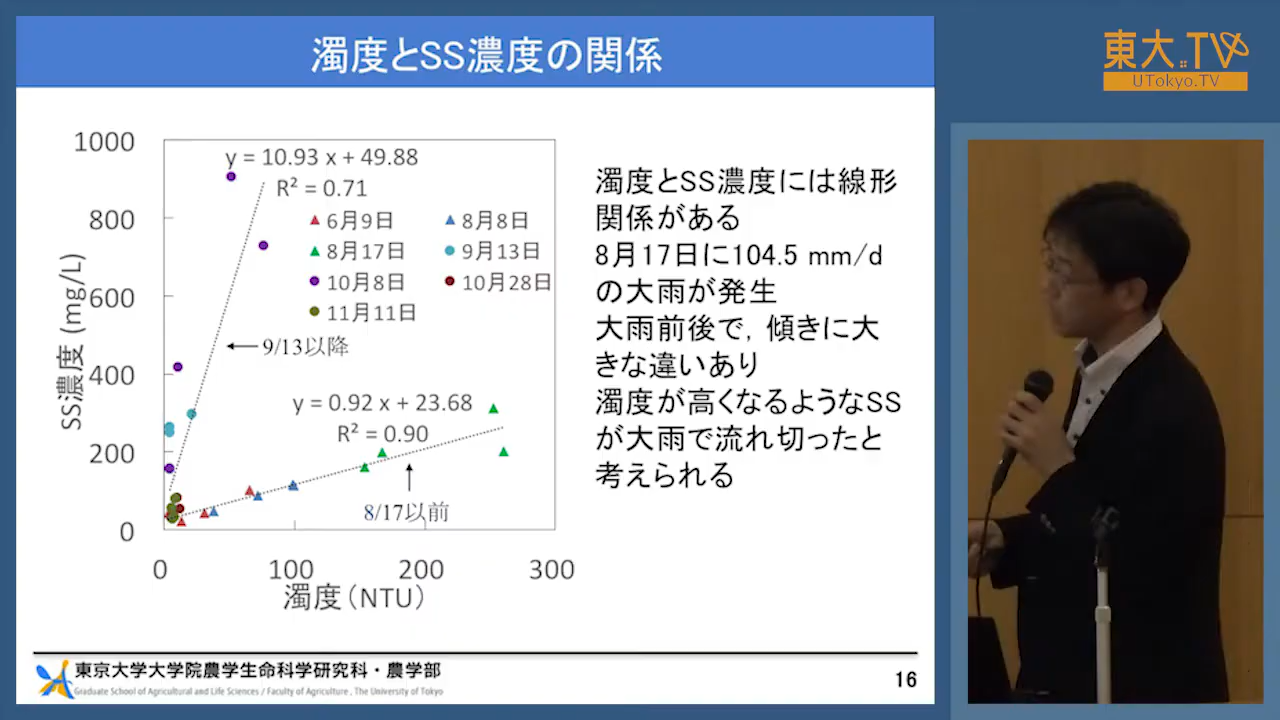 濁度とSS濃度の関係
東大.TV
UTokyo.TV
1000
800
600
400
200
0
SS濃度 (mg/L)
y = 10.93 x + 49.88
R² = 0.71
6月9日
8月8日
8月17日
9月13日
10月8日
10月28日
11月11日
9/13以降
y = 0.92 x + 23.68
R² = 0.90
8/17以前
0
100
200
300
濁度（NTU）
濁度とSS濃度には線形
関係がある
8月17日に104.5 mm/d
の大雨が発生
大雨前後で，傾きに大
きな違いあり
濁度が高くなるようなSS
が大雨で流れ切ったと
考えられる
東京大学大学院農学生命科学研究科・農学部
Graduate School of Agricultural and Life Sciences / Faculty of Agriculture , The University of Tokyo
16